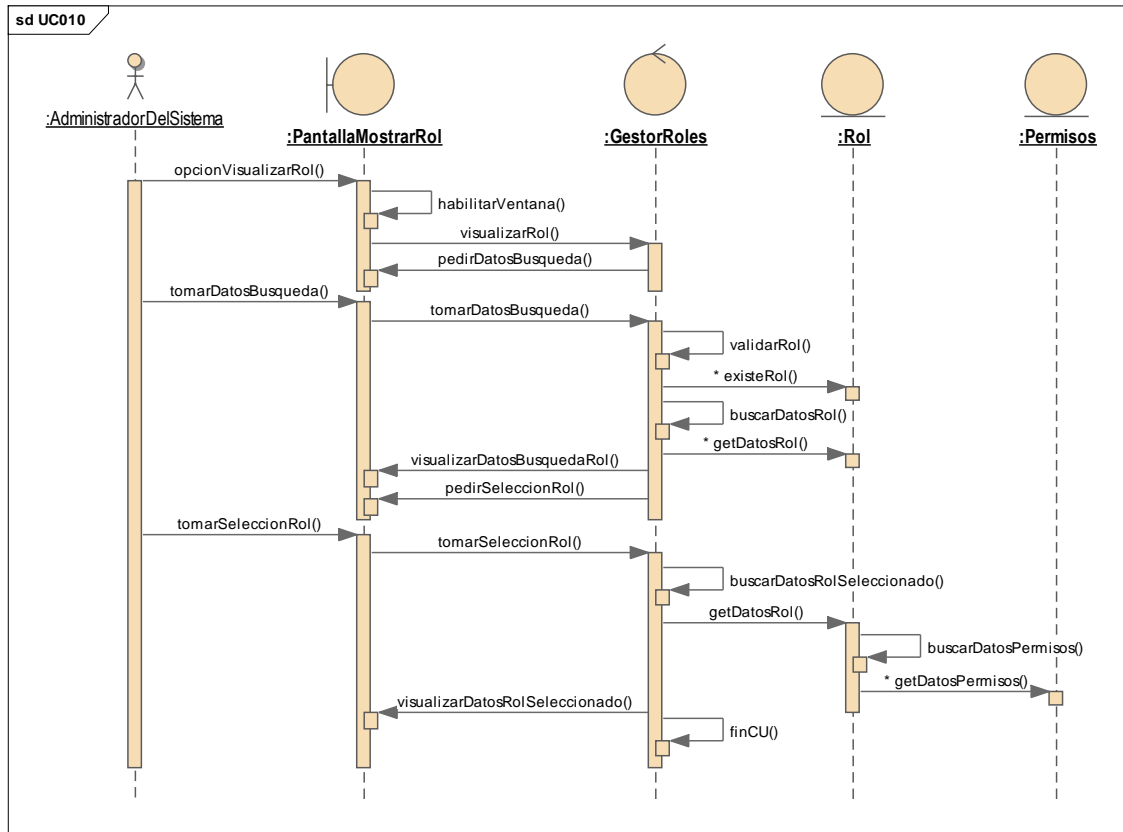 sd UC010
:AdministradorDelSistema
:PantallaMostrarRol
:GestorRoles
:Rol
:Permisos
opcionVisualizarRol()
habilitarVentana()
visualizarRol()
pedirDatosBusqueda()
tomarDatosBusqueda()
tomarDatosBusqueda()
validarRol()
* existeRol()
buscarDatosRol()
* getDatosRol()
visualizarDatosBusquedaRol()
pedirSeleccionRol()
tomarSeleccionRol()
tomarSeleccionRol()
buscarDatosRolSeleccionado()
getDatosRol()
buscarDatosPermisos()
* getDatosPermisos()
visualizarDatosRolSeleccionado()
finCU()